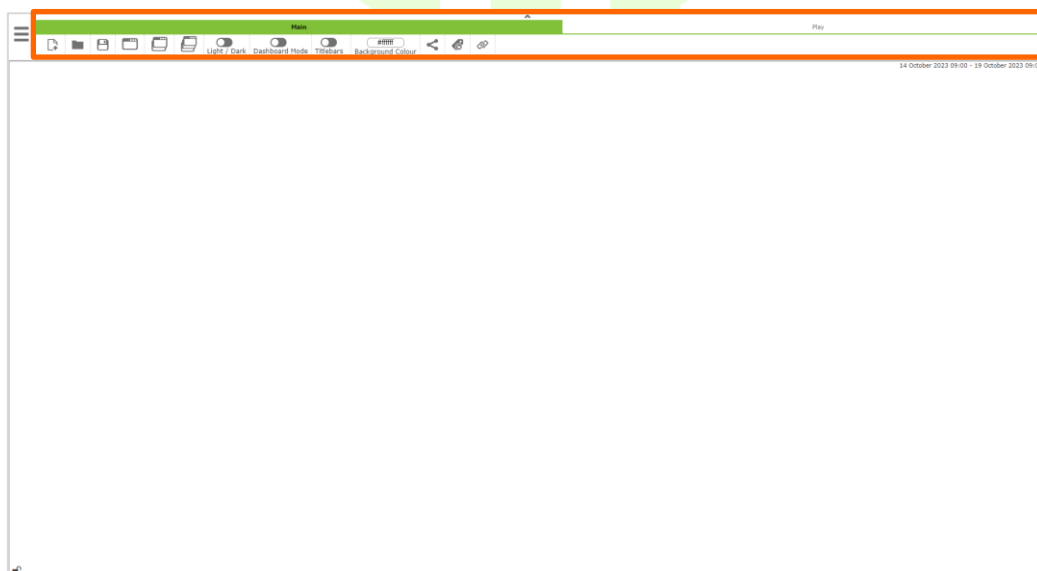 Main Play
#ffffff
Light / Dark Dashboard Mode Titlebars Background Colour
14 October 2023 09:00 - 19 October 2023 09:0